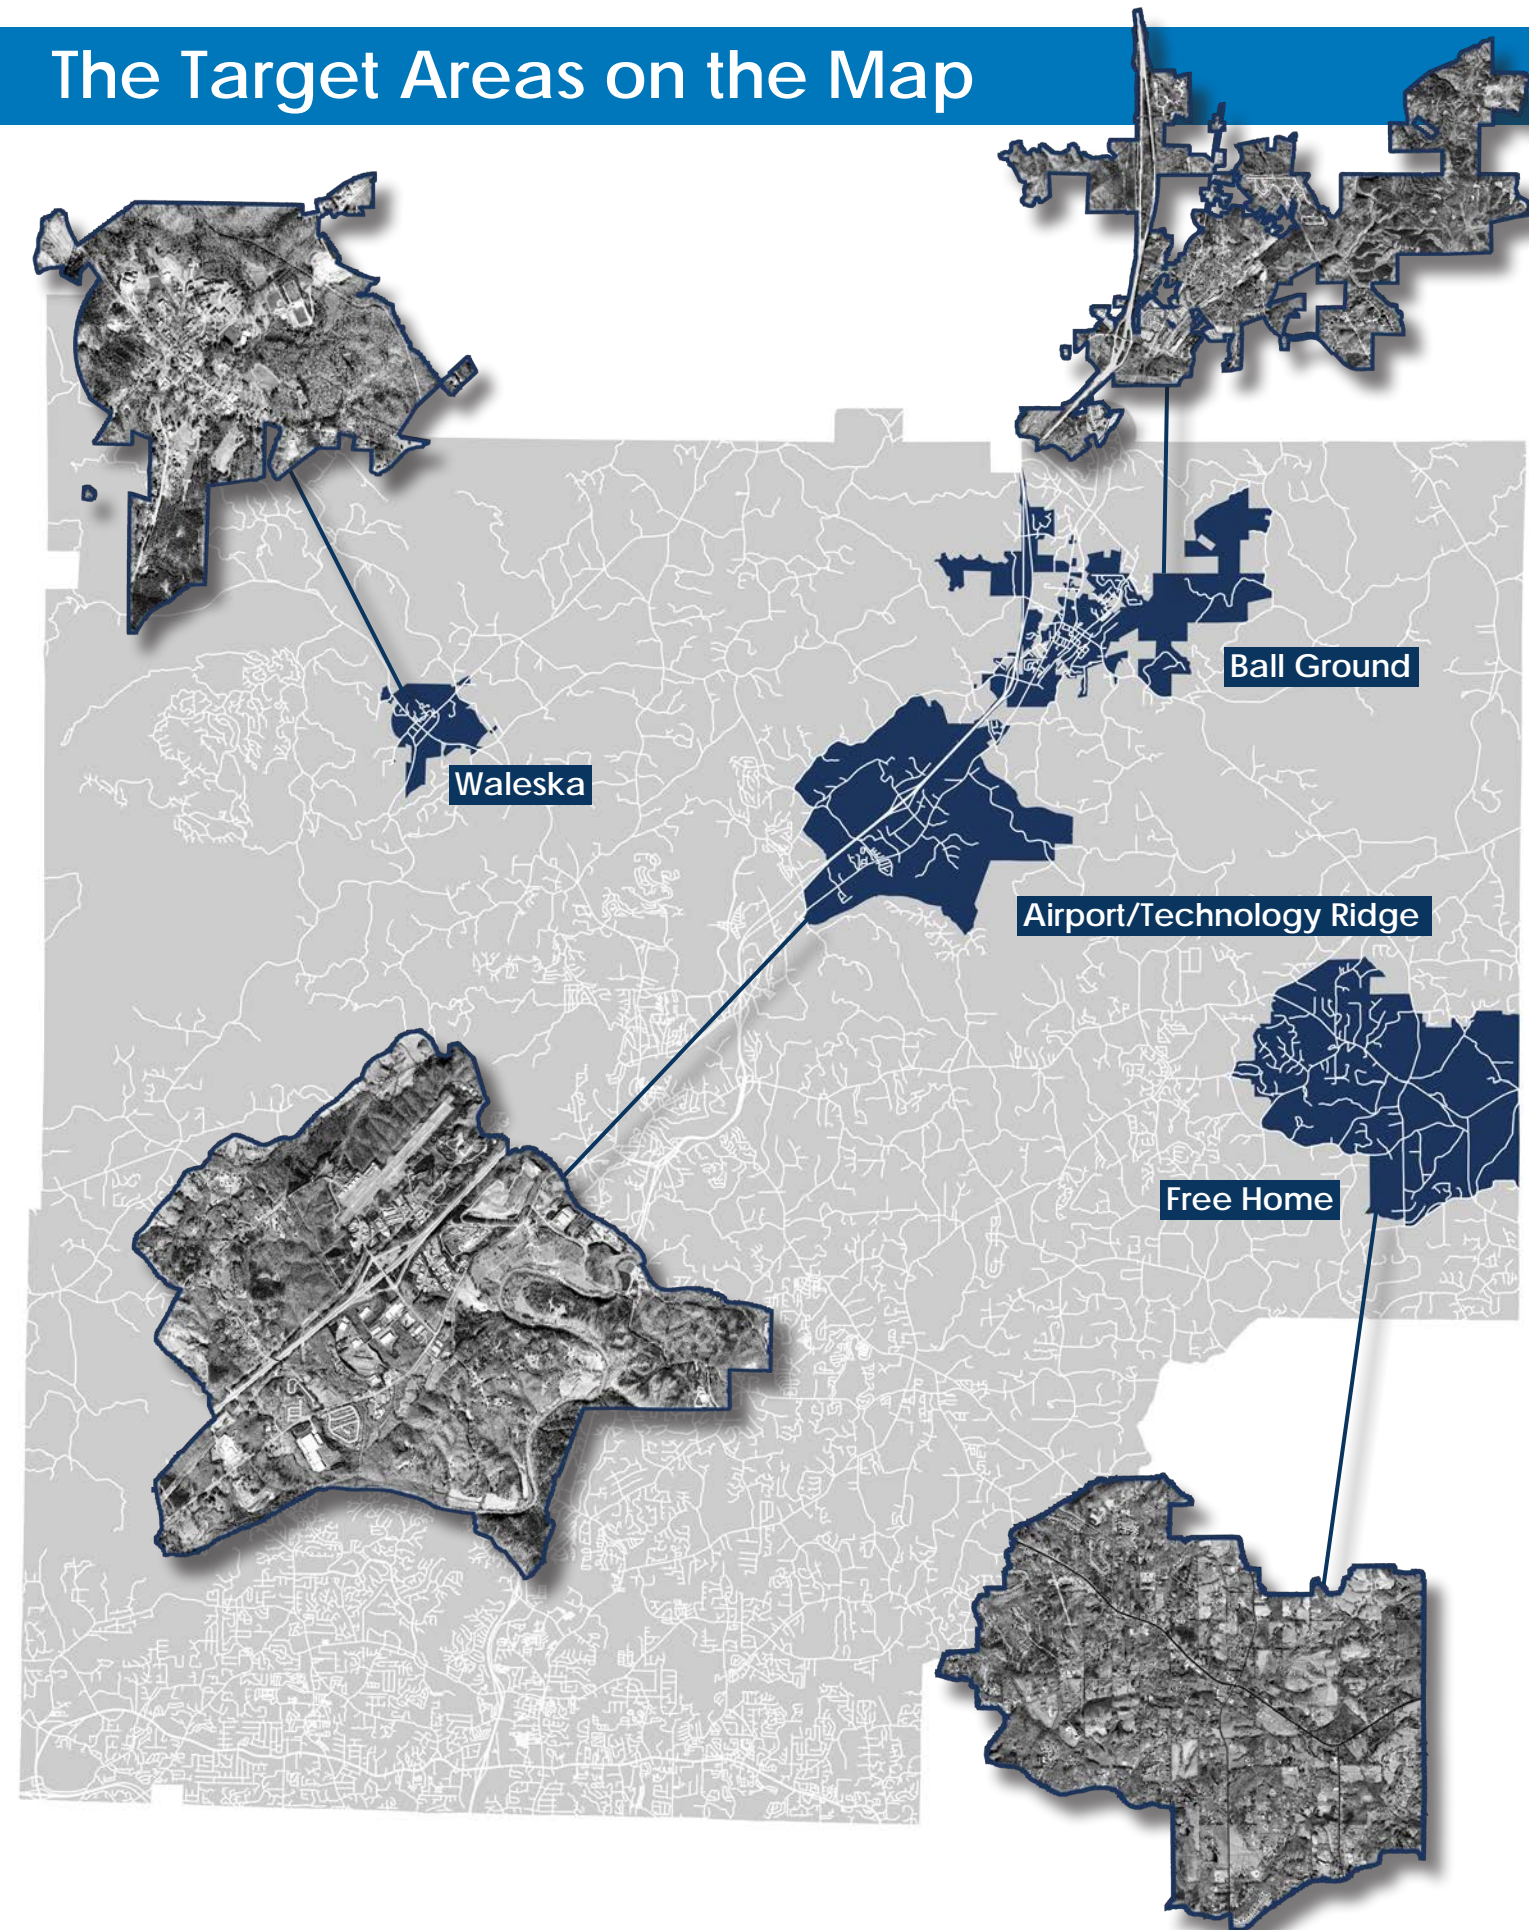 The Target Areas on the Map
Ball Ground
Waleska
Airport/Technology Ridge
Free Home